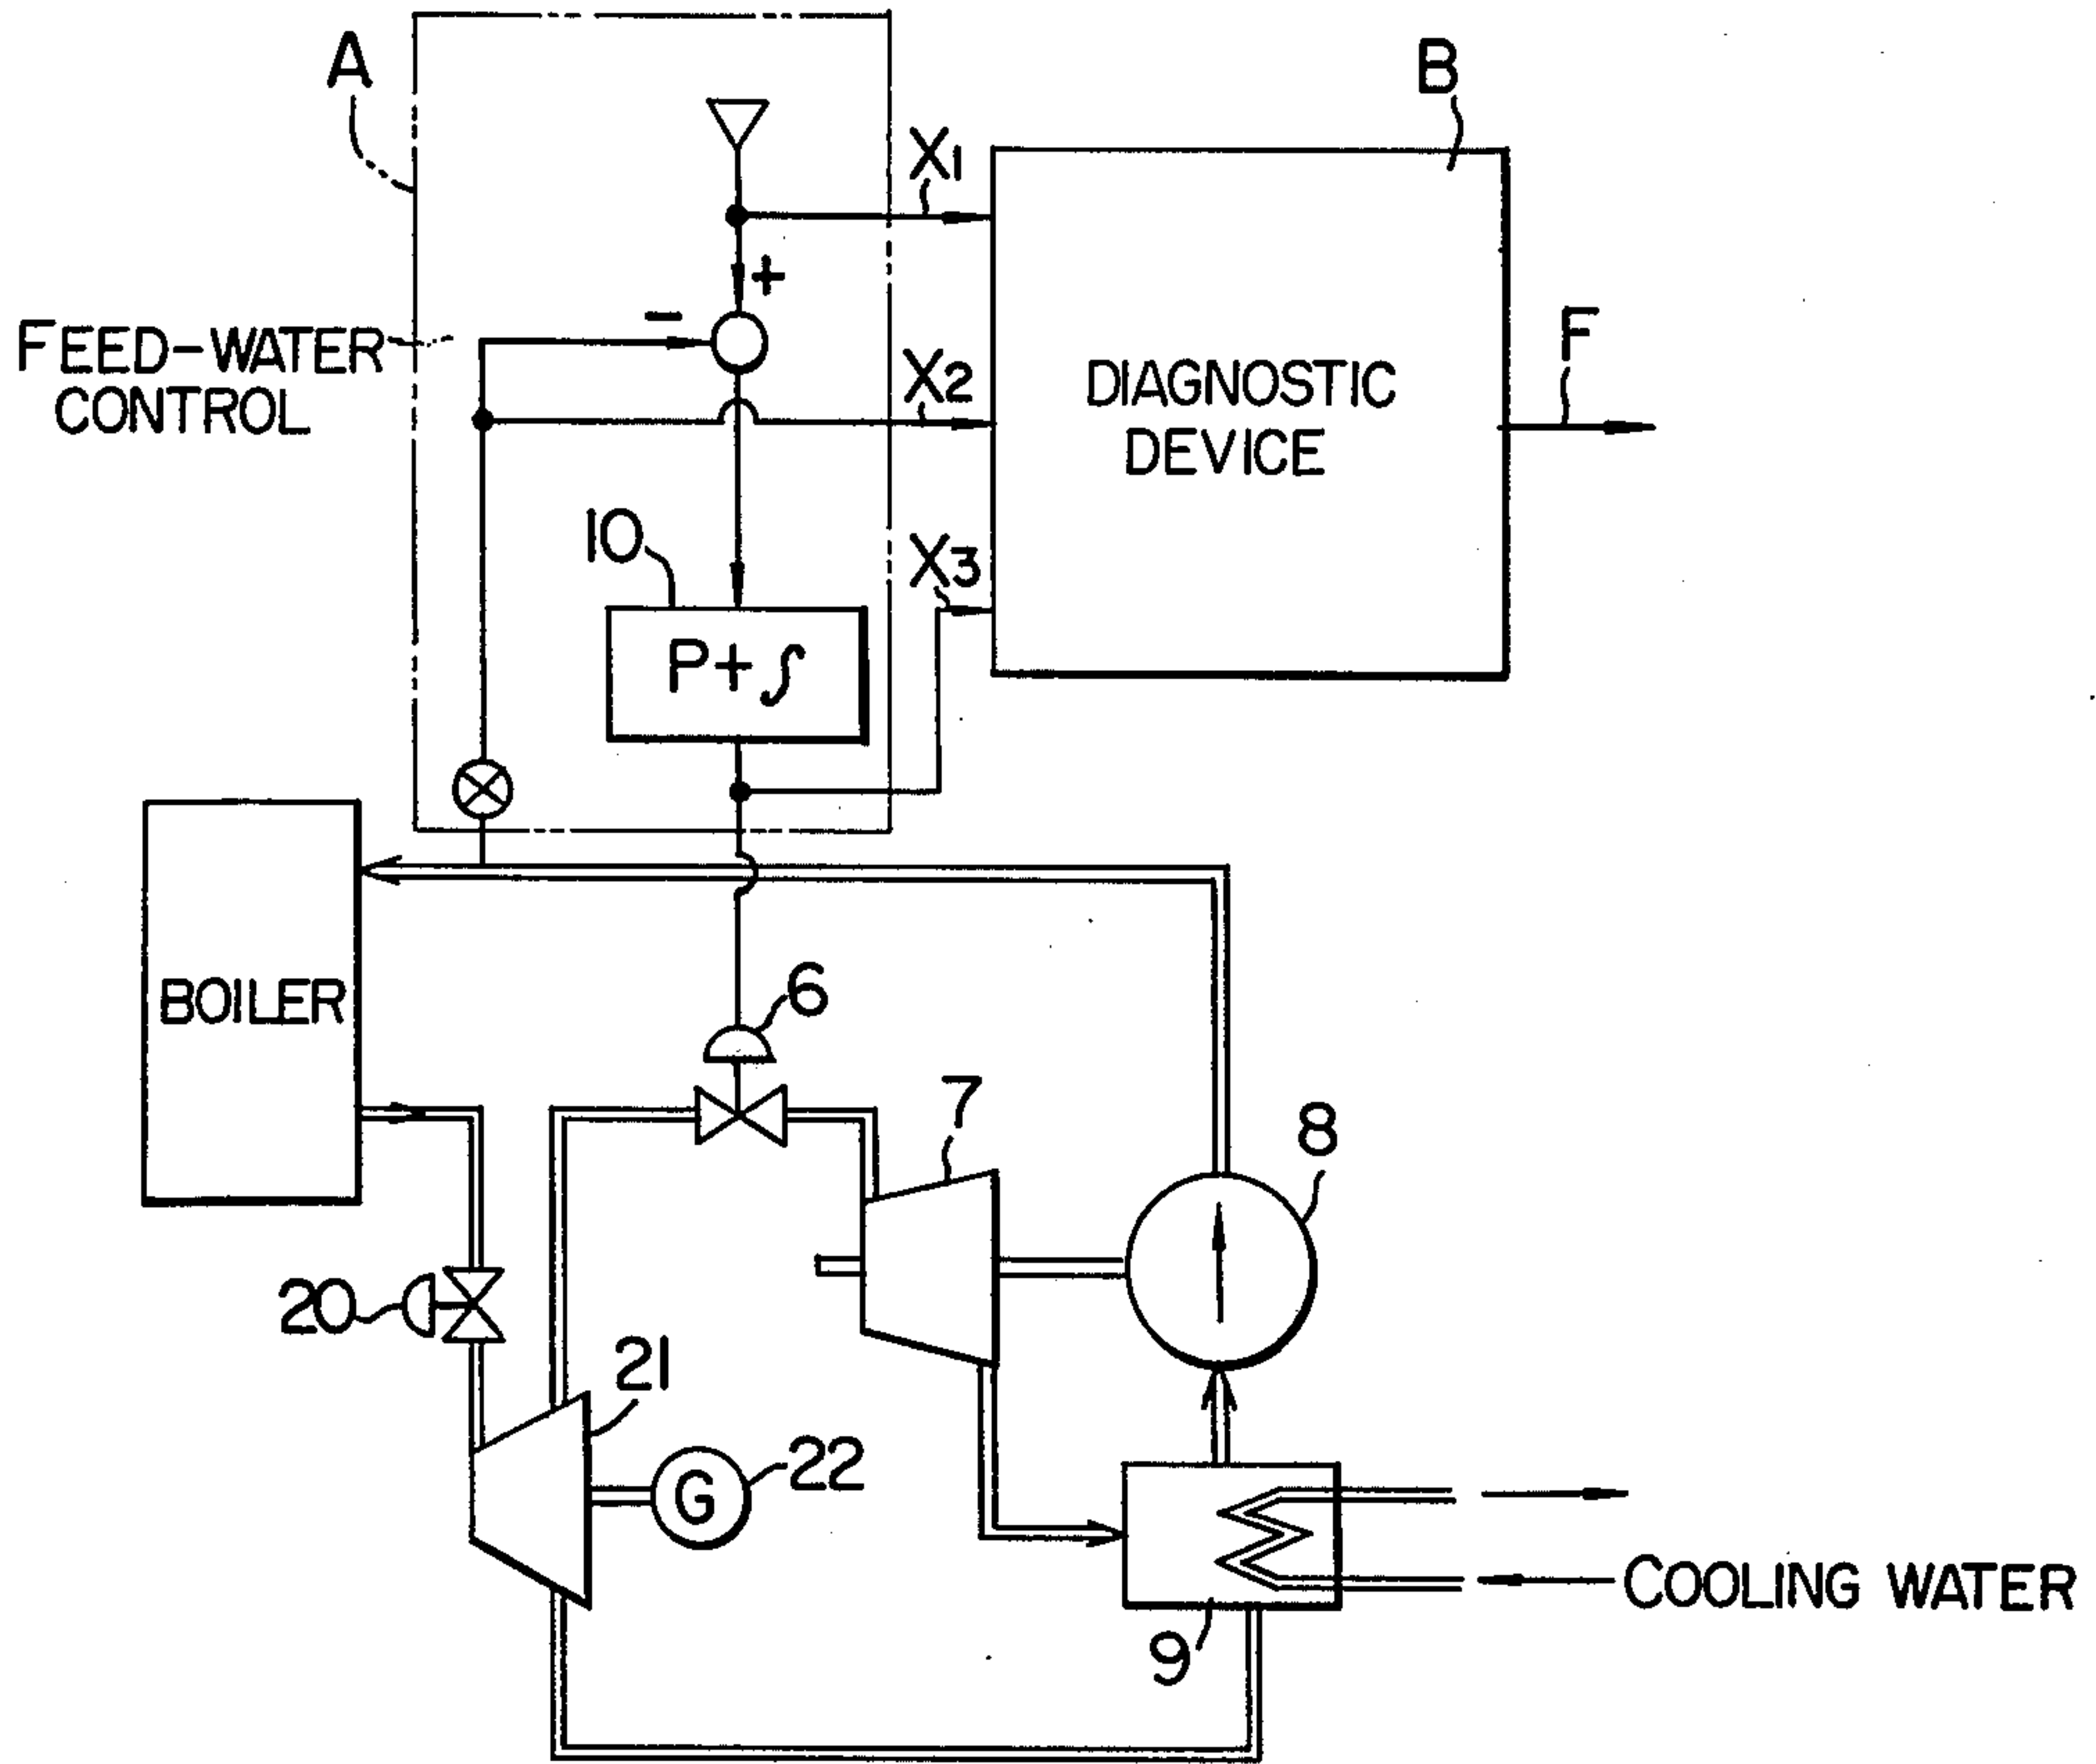 A
B
X1
+
-
FEED-WATER
CONTROL
X2
F
DIAGNOSTIC
DEVICE
10
X3
P+∫
BOILER
6
7
8
20
21
22
G
COOLING WATER
9